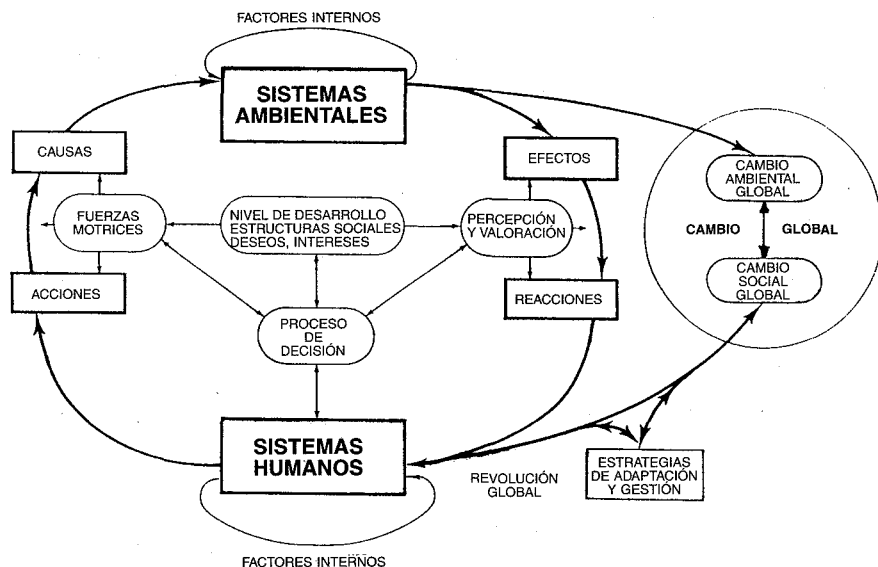 FACTORES INTERNOS
SISTEMAS
AMBIENTALES
CAUSAS
EFECTOS
CAMBIO
AMBIENTAL
GLOBAL
FUERZAS
MOTRICES
NIVEL DE DESARROLLO
ESTRUCTURAS SOCIALES
DESEOS, INTERESES
PERCEPCIÓN
Y VALORACIÓN
CAMBIO GLOBAL
ACCIONES
REACCIONES
CAMBIO
SOCIAL
GLOBAL
PROCESO
DE
DECISIÓN
SISTEMAS
HUMANOS
REVOLUCIÓN
GLOBAL
ESTRATEGIAS
DE ADAPTACIÓN
Y GESTIÓN
FACTORES INTERNOS